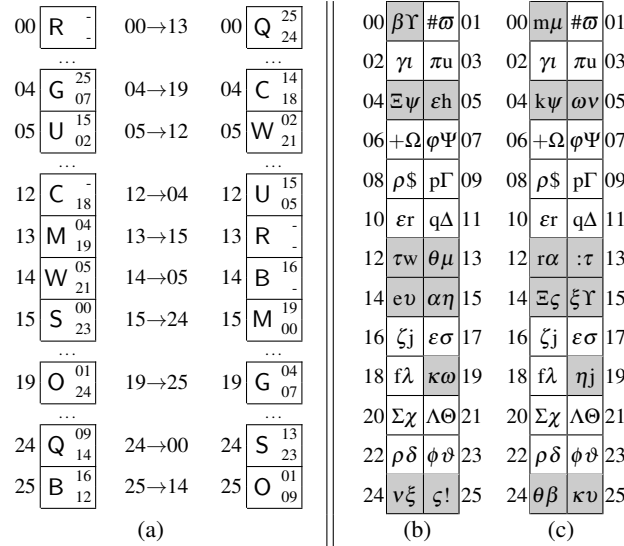 00 R - - 00→13 00 Q 25 24
... ...
04 G 25 07 04→19 04 C 14 18
05 U 15 02 05→12 05 W 02 21
... ...
12 C - 18 12→04 12 U 15 05
13 M 04 19 13→15 13 R - -
14 W 05 21 14→05 14 B 16 -
15 S 00 23 15→24 15 M 19 00
... ...
19 O 01 24 19→25 19 G 04 07
... ...
24 Q 09 14 24→00 24 S 13 23
25 B 16 12 25→14 25 O 01 09
(a)
00 βϒ #ϖ 01
02 γι πu 03
04 Ξψ εh 05
06 +Ω φΨ 07
08 ρ$ pΓ 09
10 εr qΔ 11
12 τw θμ 13
14 eυ αη 15
16 ζj εσ 17
18 fλ κω 19
20 Σχ ΛΘ 21
22 ρδ ϕϑ 23
24 νξ ς! 25
(b)
00 mμ #ϖ 01
02 γι πu 03
04 kψ ων 05
06 +Ω φΨ 07
08 ρ$ pΓ 09
10 εr qΔ 11
12 rα :τ 13
14 Ξς ξϒ 15
16 ζj εσ 17
18 fλ ηj 19
20 Σχ ΛΘ 21
22 ρδ ϕϑ 23
24 θβ κυ 25
(c)